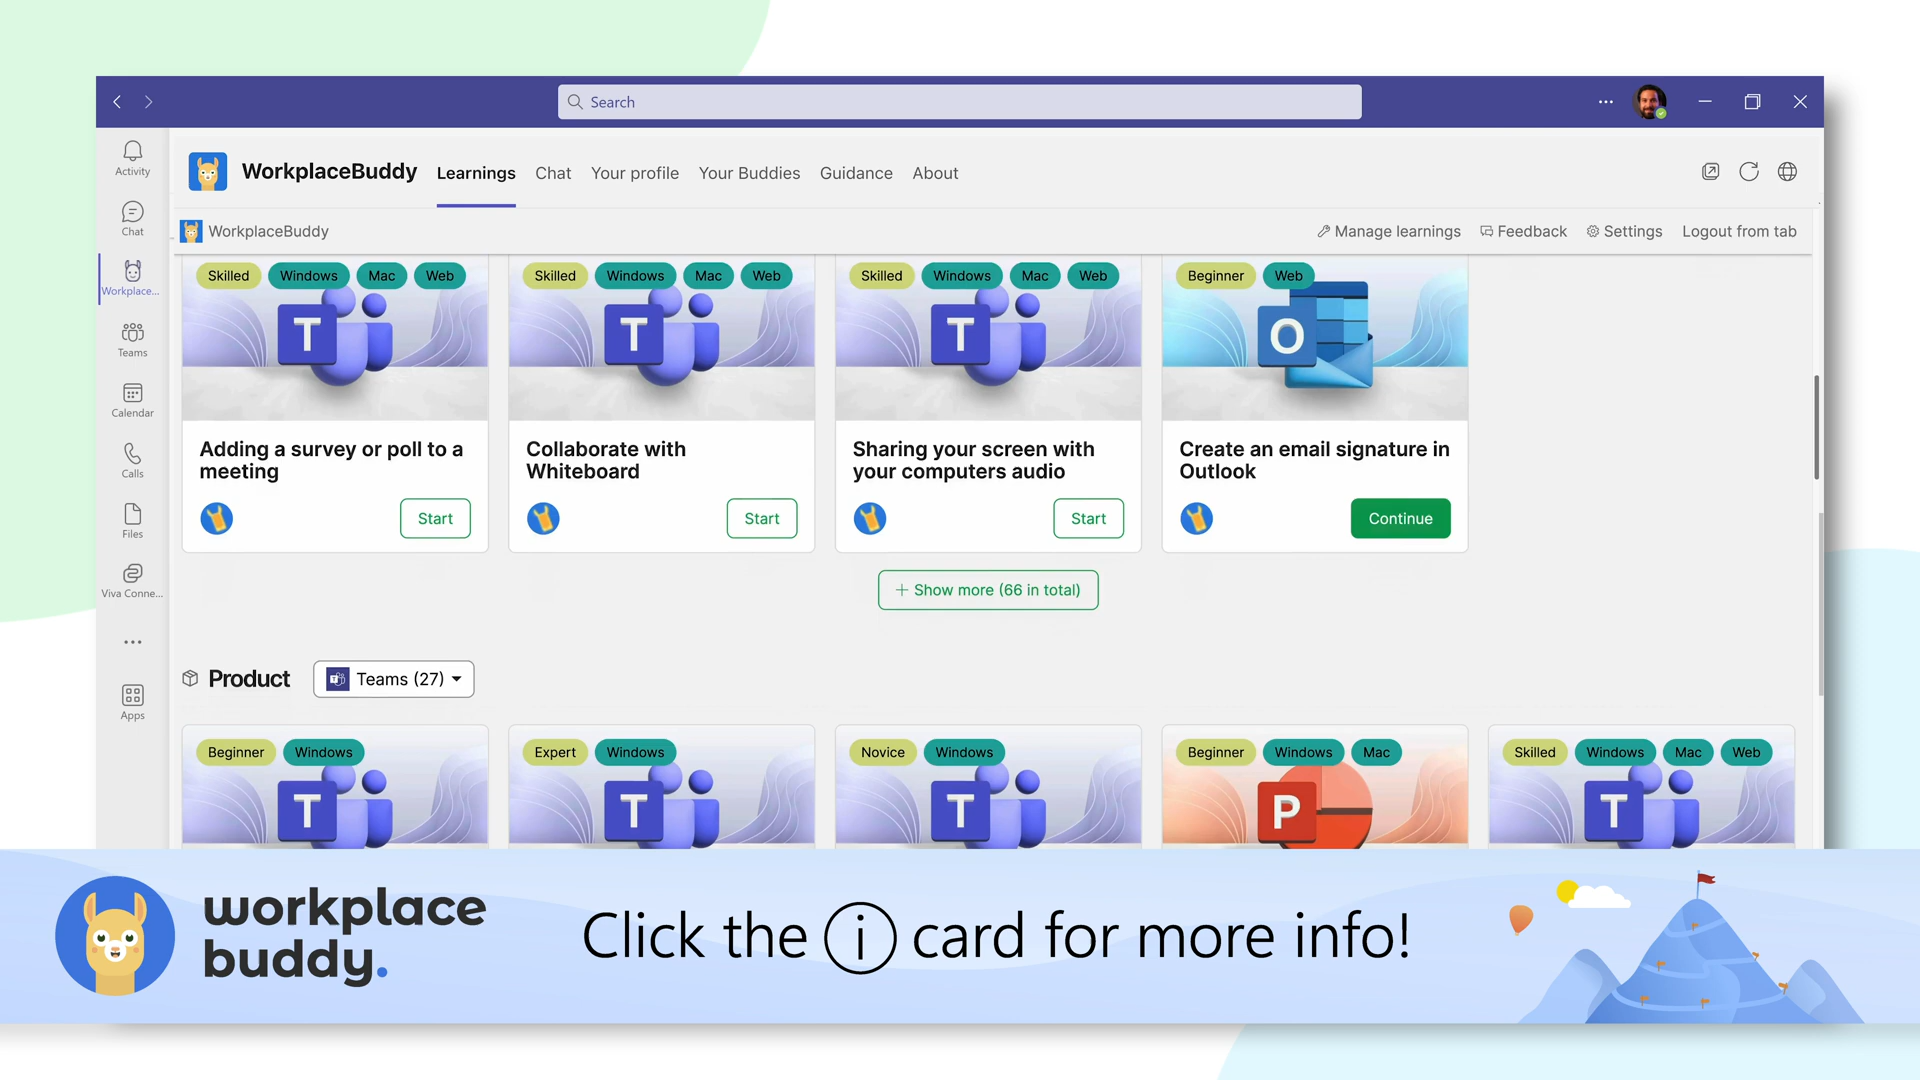 Search
Activity
Chat
Workplace...
Teams
Calendar
Calls
Files
Viva Conne...
Apps
WorkplaceBuddy
Learnings
Chat
Your profile
Your Buddies
Guidance
About
WorkplaceBuddy
Manage learnings
Feedback
Settings
Logout from tab
Skilled Windows Mac Web
T
Adding a survey or poll to a
meeting
Start
Skilled Windows Mac Web
T
Collaborate with
Whiteboard
Start
Skilled Windows Mac Web
T
Sharing your screen with
your computers audio
Start
Beginner Web
O
Create an email signature in
Outlook
Continue
+ Show more (66 in total)
Product
Teams (27)
Beginner Windows
T
Expert Windows
T
Novice Windows
T
Beginner Windows Mac
P
Skilled Windows Mac Web
T
workplace
buddy.
Click the i card for more info!